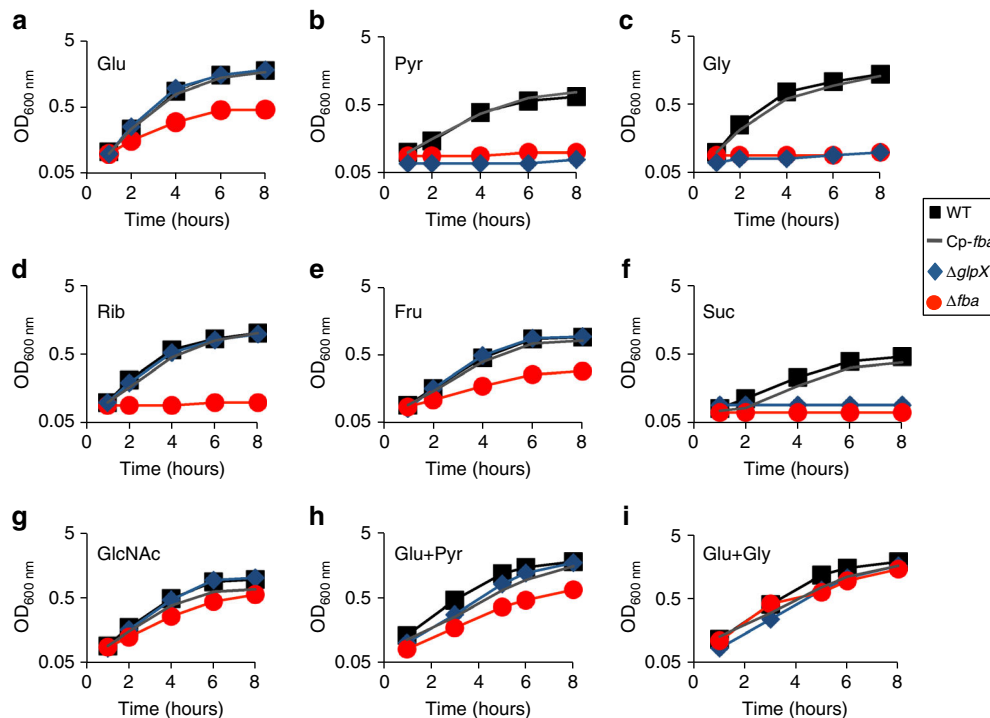 a
5
Glu
0.5
0.05
OD600 nm
0 2 4 6 8
Time (hours)
b
5
Pyr
0.5
0.05
OD600 nm
0 2 4 6 8
Time (hours)
c
5
Gly
0.5
0.05
OD600 nm
0 2 4 6 8
Time (hours)
WT
Cp-fba
ΔglpX
Δfba
d
5
Rib
0.5
0.05
OD600 nm
0 2 4 6 8
Time (hours)
e
5
Fru
0.5
0.05
OD600 nm
0 2 4 6 8
Time (hours)
f
5
Suc
0.5
0.05
OD600 nm
0 2 4 6 8
Time (hours)
g
5
GlcNAc
0.5
0.05
OD600 nm
0 2 4 6 8
Time (hours)
h
5
Glu+Pyr
0.5
0.05
OD600 nm
0 2 4 6 8
Time (hours)
i
5
Glu+Gly
0.5
0.05
OD600 nm
0 2 4 6 8
Time (hours)